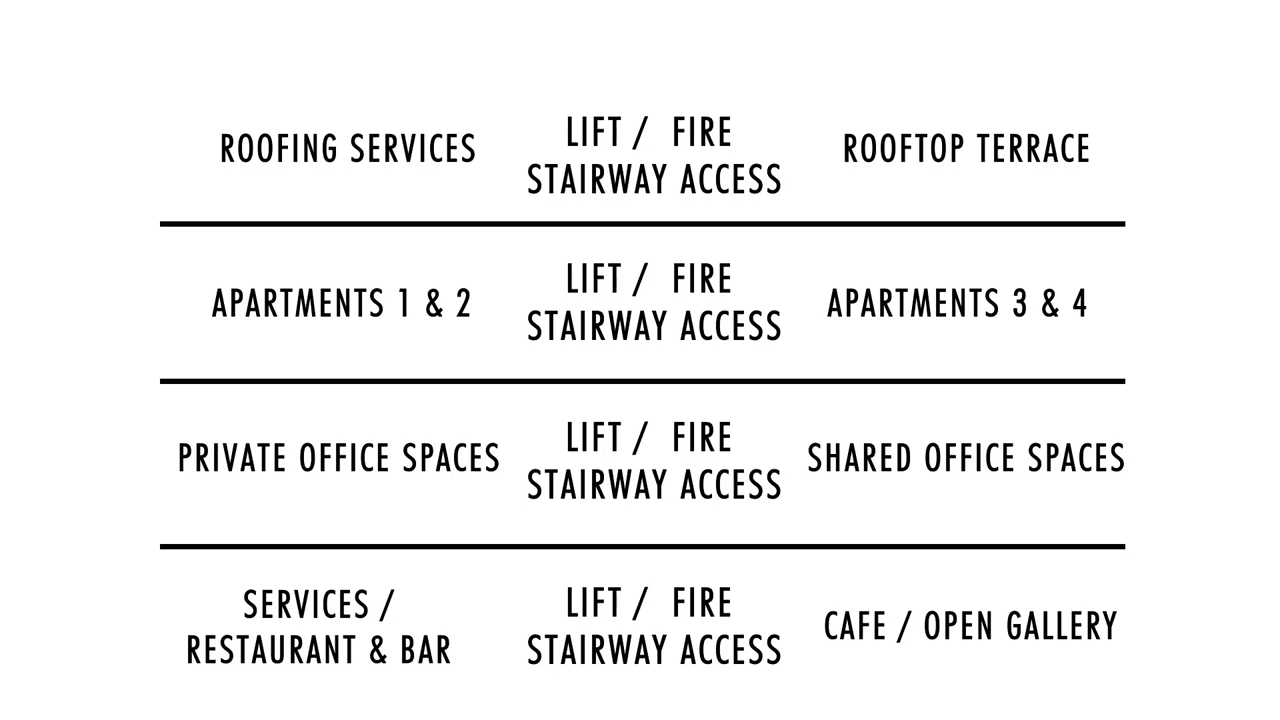 ROOFING SERVICES
LIFT / FIRE
STAIRWAY ACCESS
ROOFTOP TERRACE
APARTMENTS 1 & 2
LIFT / FIRE
STAIRWAY ACCESS
APARTMENTS 3 & 4
PRIVATE OFFICE SPACES
LIFT / FIRE
STAIRWAY ACCESS
SHARED OFFICE SPACES
SERVICES /
RESTAURANT & BAR
LIFT / FIRE
STAIRWAY ACCESS
CAFE / OPEN GALLERY